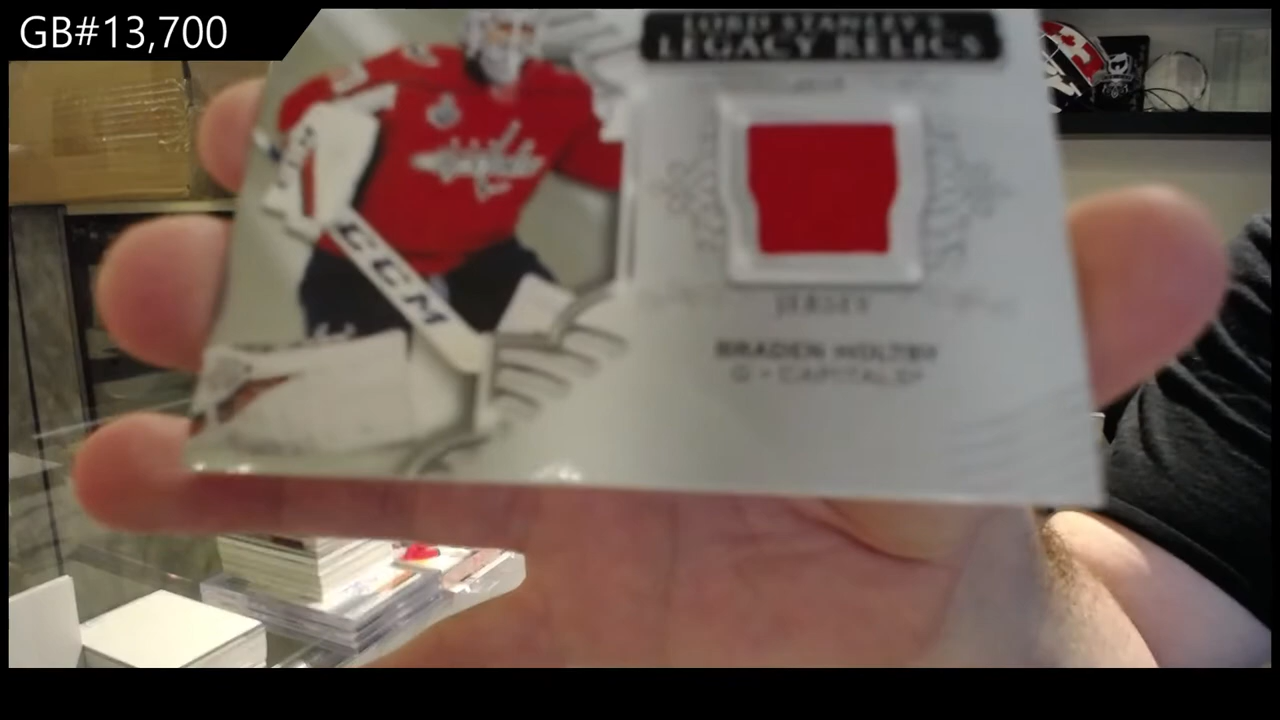 GB#13,700
LORD STANLEY'S
LEGACY RELICS
CCM
JERSEY
BRADEN HOLTBY
G • CAPITALS